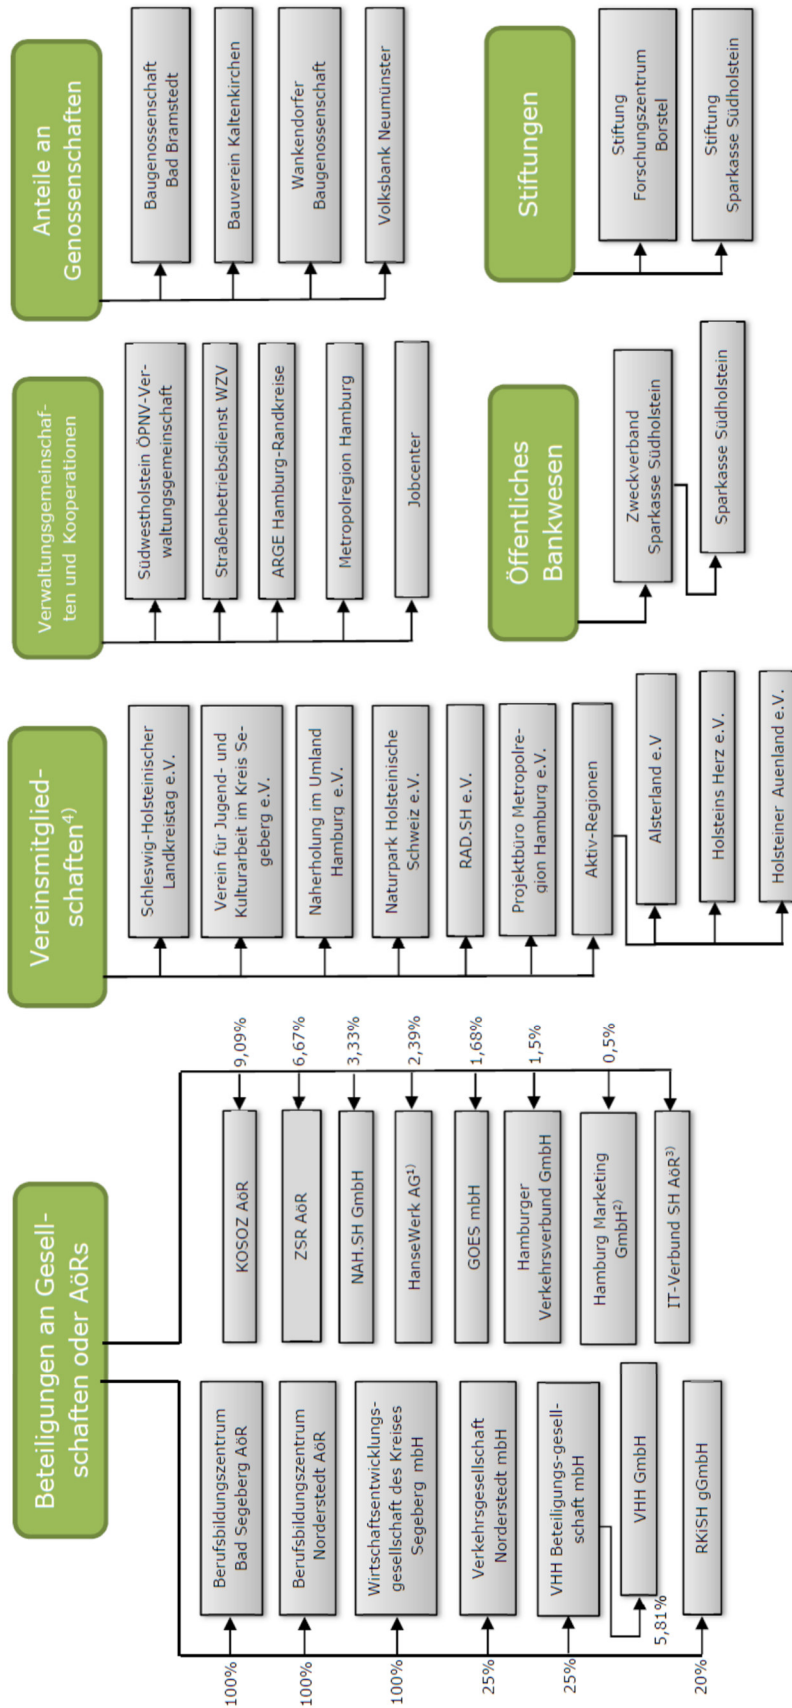 Beteiligungen an Gesell-
schaften oder AöRs
100%
Berufsbildungszentrum
Bad Segeberg AöR
100%
Berufsbildungszentrum
Norderstedt AöR
100%
Wirtschaftsentwicklungs-
gesellschaft des Kreises
Segeberg mbH
25%
Verkehrsgesellschaft
Norderstedt mbH
25%
VHH Beteiligungs-gesell-
schaft mbH
5,81%
VHH GmbH
20%
RKiSH gGmbH
KOSOZ AöR
9,09%
ZSR AöR
6,67%
NAH.SH GmbH
3,33%
HanseWerk AG¹⁾
2,39%
GOES mbH
1,68%
Hamburger
Verkehrsverbund GmbH
1,5%
Hamburg Marketing
GmbH²⁾
0,5%
IT-Verbund SH AöR³⁾
Vereinsmitglied-
schaften⁴⁾
Schleswig-Holsteinischer
Landkreistag e.V.
Verein für Jugend- und
Kulturarbeit im Kreis Se-
geberg e.V.
Naherholung im Umland
Hamburg e.V.
Naturpark Holsteinische
Schweiz e.V.
RAD.SH e.V.
Projektbüro Metropolre-
gion Hamburg e.V.
Aktiv-Regionen
Alsterland e.V
Holsteins Herz e.V.
Holsteiner Auenland e.V.
Verwaltungsgemeinschaf-
ten und Kooperationen
Südwestholstein ÖPNV-Ver-
waltungsgemeinschaft
Straßenbetriebsdienst WZV
ARGE Hamburg-Randkreise
Metropolregion Hamburg
Jobcenter
Anteile an
Genossenschaften
Baugenossenschaft
Bad Bramstedt
Bauverein Kaltenkirchen
Wankendorfer
Baugenossenschaft
Volksbank Neumünster
Öffentliches
Bankwesen
Zweckverband
Sparkasse Südholstein
Sparkasse Südholstein
Stiftungen
Stiftung
Forschungszentrum
Borstel
Stiftung
Sparkasse Südholstein